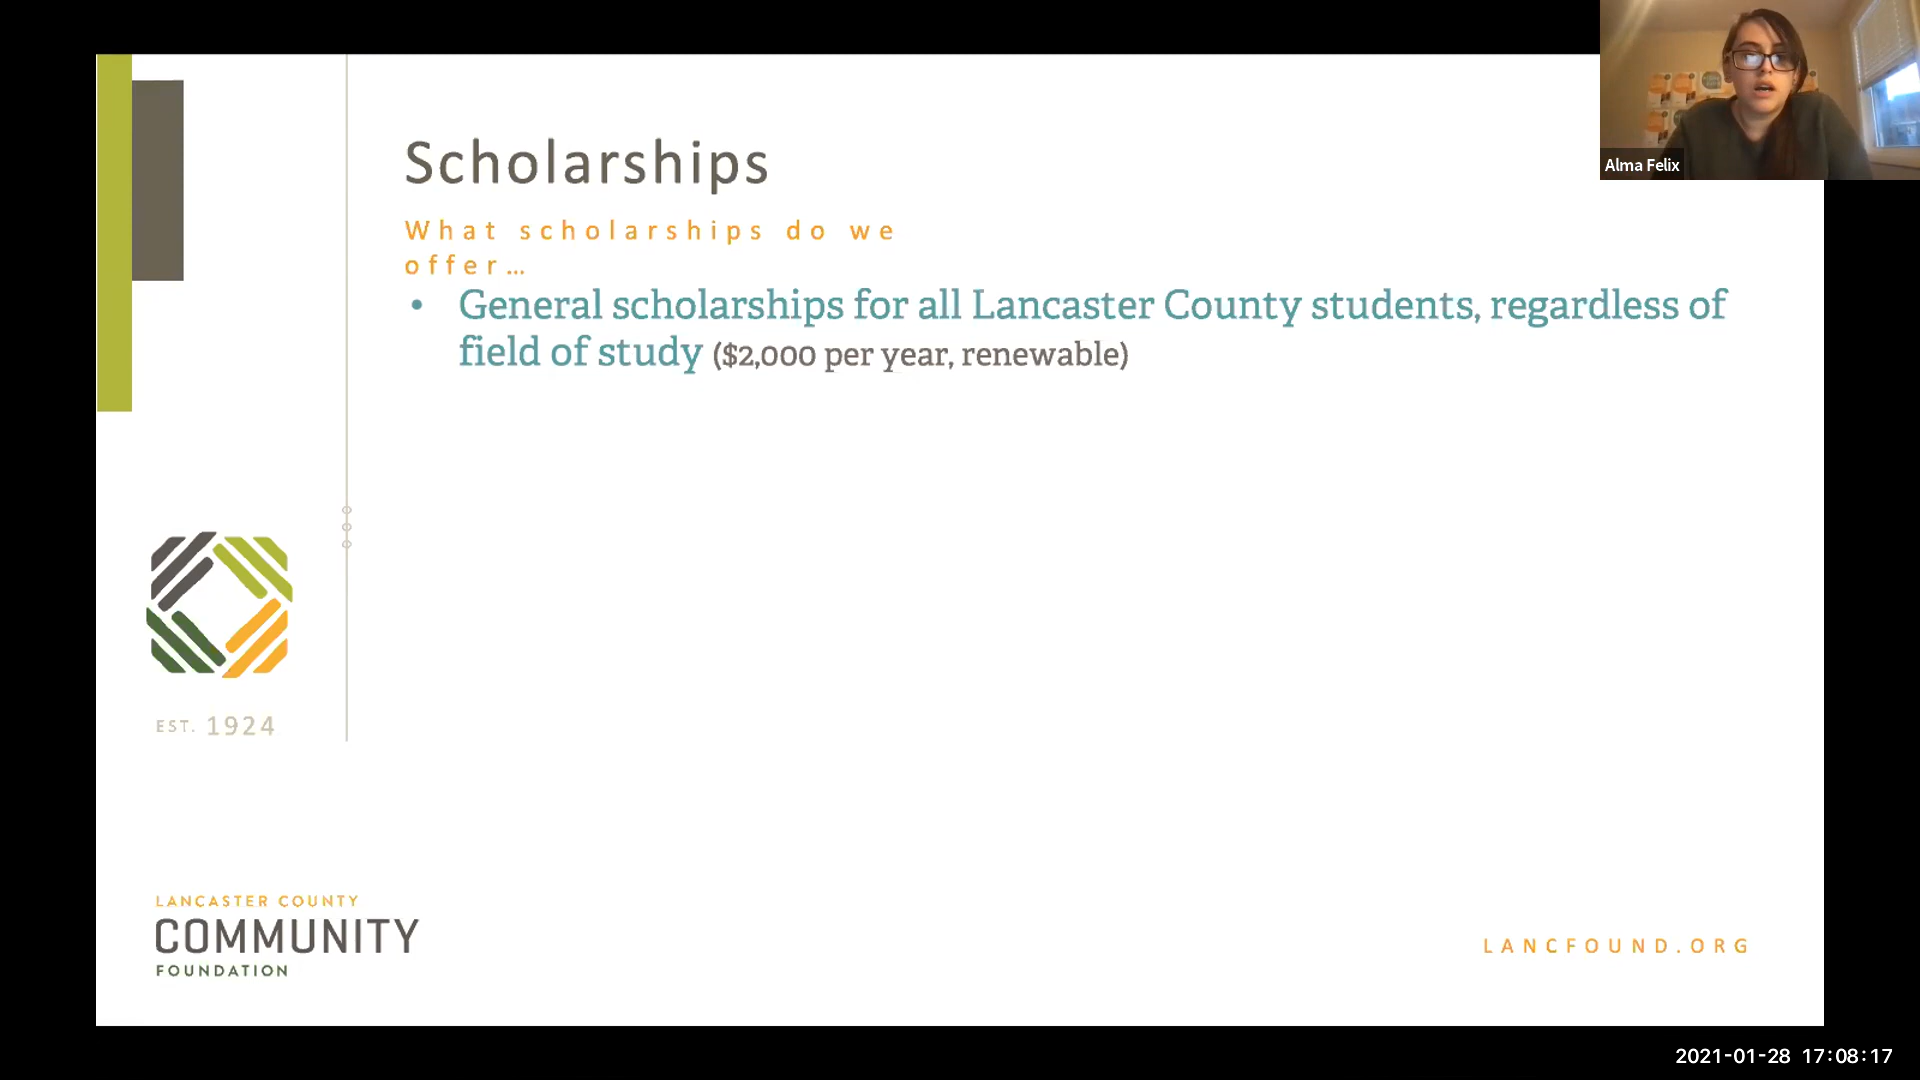 Scholarships
What scholarships do we
offer…
• General scholarships for all Lancaster County students, regardless of
field of study ($2,000 per year, renewable)
Alma Felix
EST. 1924
LANCASTER COUNTY
COMMUNITY
FOUNDATION
LANCFOUND.ORG
2021-01-28 17:08:17